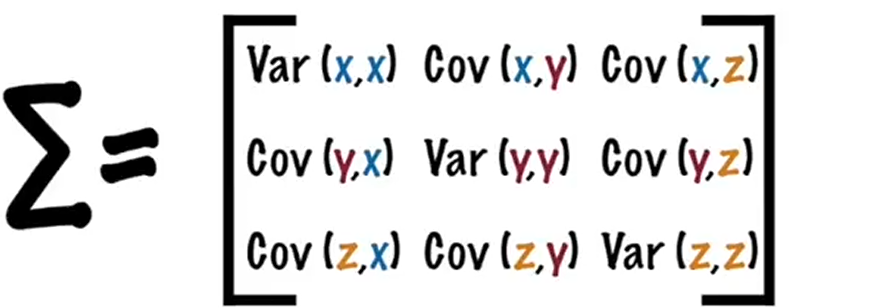 Σ= Var (x,x) Cov (x,y) Cov (x,z)
Cov (y,x) Var (y,y) Cov (y,z)
Cov (z,x) Cov (z,y) Var (z,z)